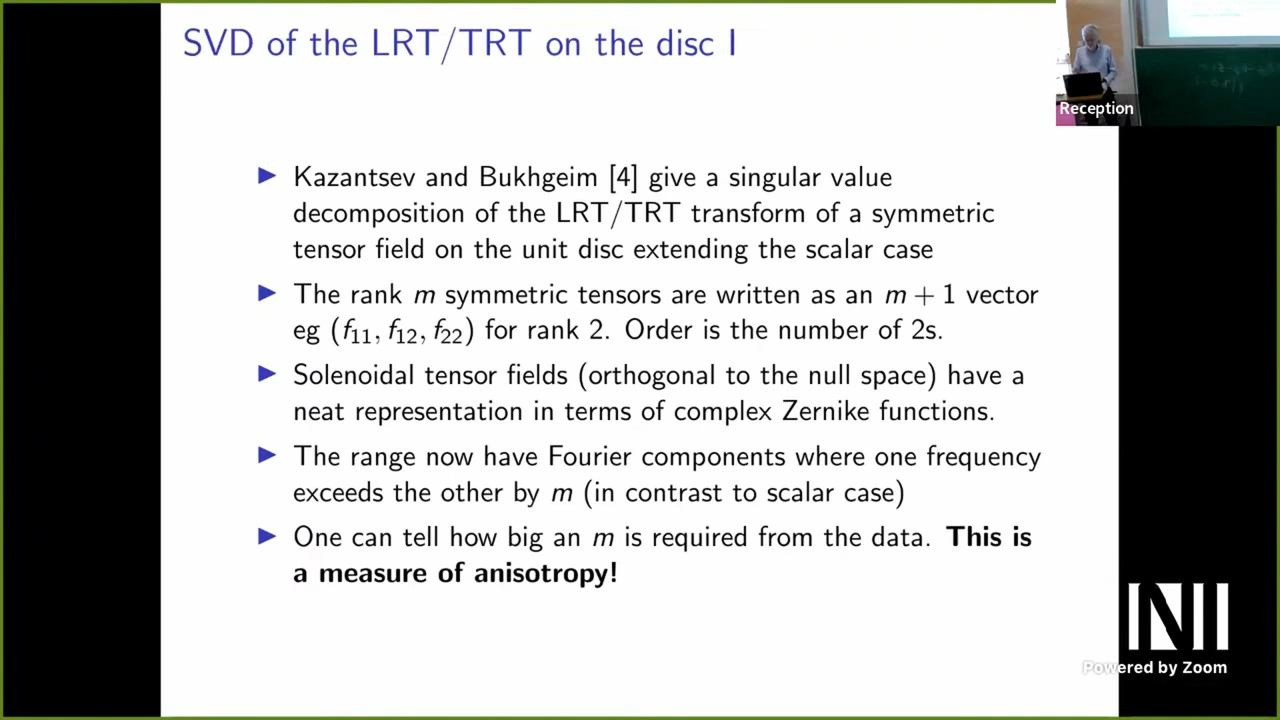 SVD of the LRT/TRT on the disc I
Reception
▶ Kazantsev and Bukhgeim [4] give a singular value
decomposition of the LRT/TRT transform of a symmetric
tensor field on the unit disc extending the scalar case
▶ The rank m symmetric tensors are written as an m + 1 vector
eg (f₁₁, f₁₂, f₂₂) for rank 2. Order is the number of 2s.
▶ Solenoidal tensor fields (orthogonal to the null space) have a
neat representation in terms of complex Zernike functions.
▶ The range now have Fourier components where one frequency
exceeds the other by m (in contrast to scalar case)
▶ One can tell how big an m is required from the data. This is
a measure of anisotropy!
Powered by Zoom